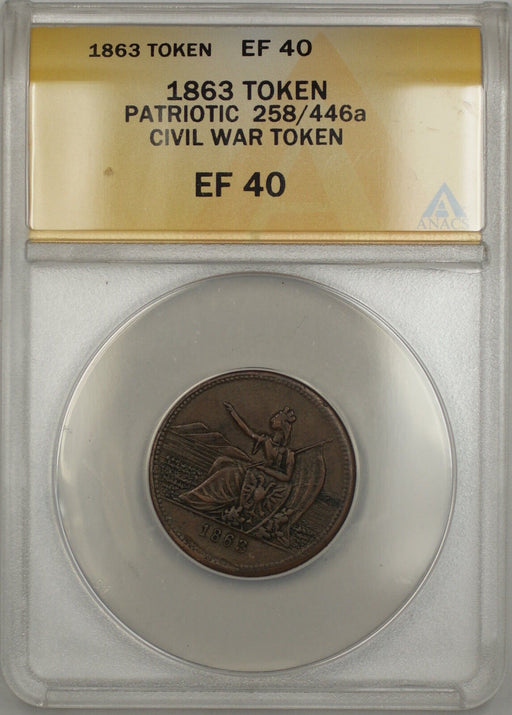 1863 TOKEN EF 40
1863 TOKEN
PATRIOTIC 258/446a
CIVIL WAR TOKEN
EF 40
ANACS
1863